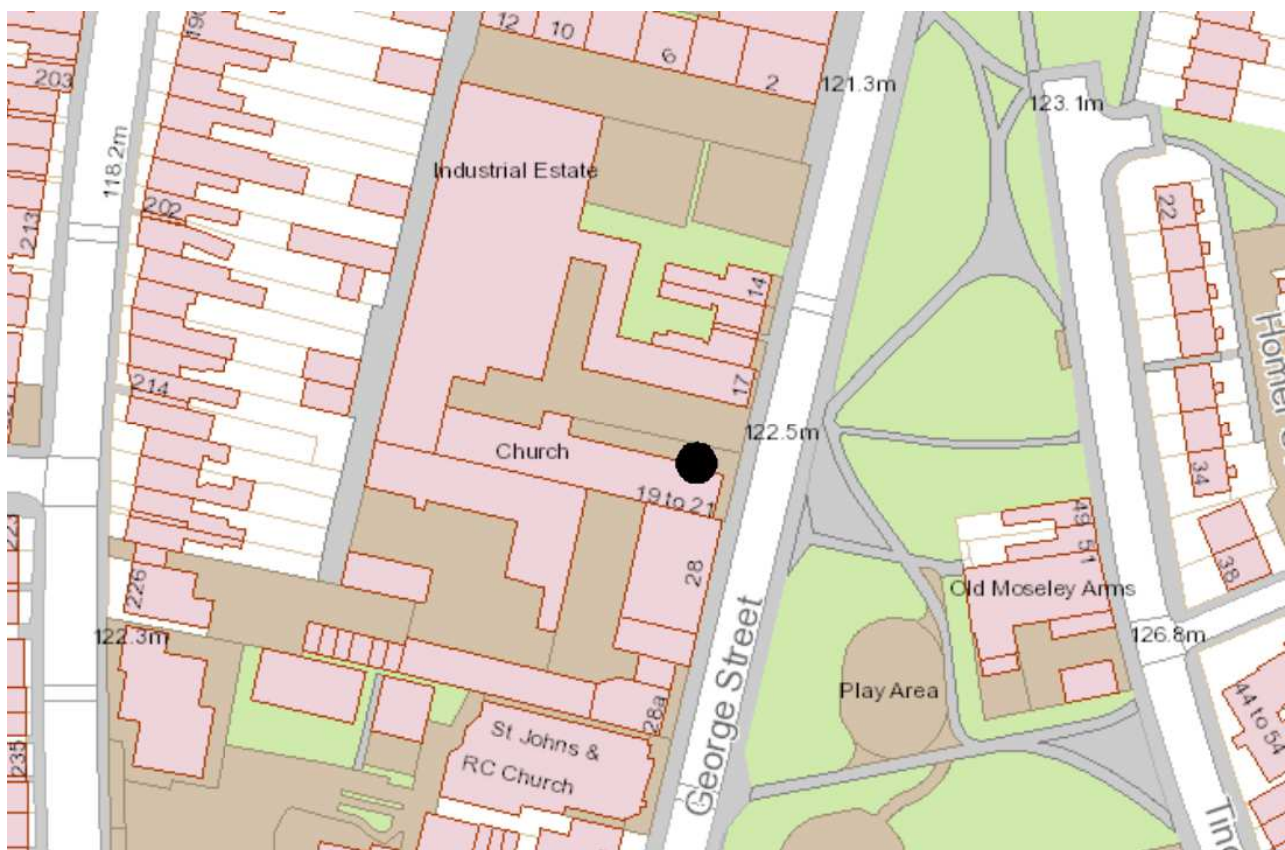 12
10
6
2
190
203
121.3m
123.1m
118.2m
Industrial Estate
202
213
22
14
17
214
122.5m
Church
19 to 21
34
49
51
28
38
226
Old Moseley Arms
122.3m
126.8m
Play Area
28a
George Street
St Johns &
RC Church
44 to 54
235